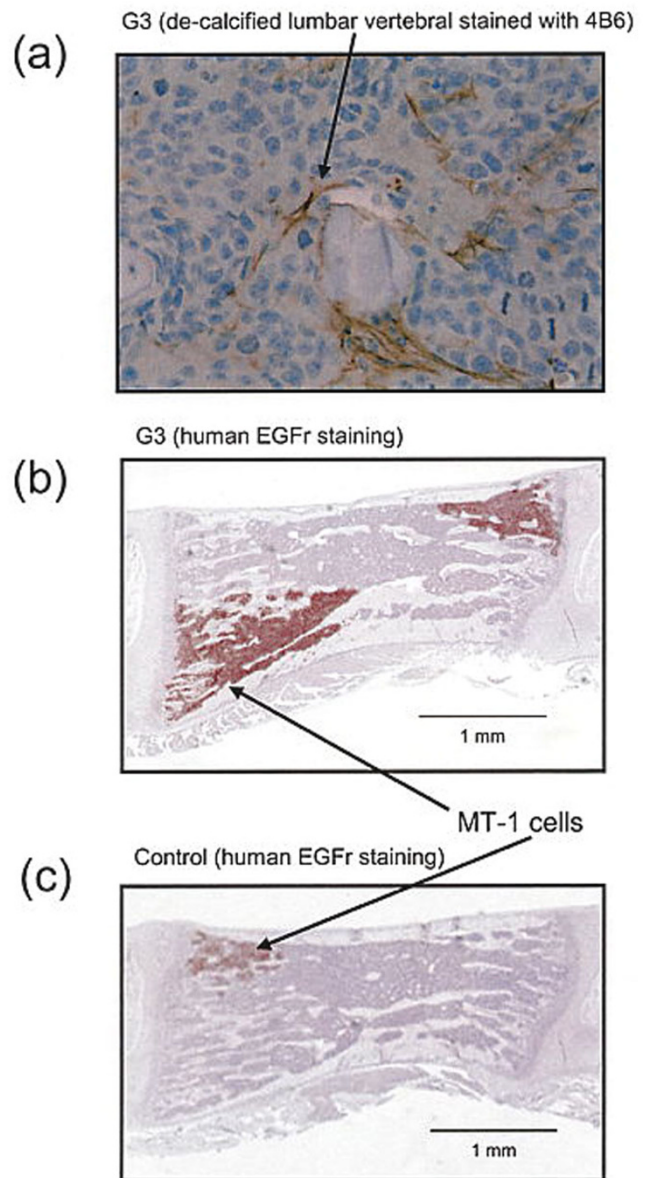 G3 (de-calcified lumbar vertebral stained with 4B6)
(a)
G3 (human EGFr staining)
(b)
1 mm
MT-1 cells
Control (human EGFr staining)
(c)
1 mm